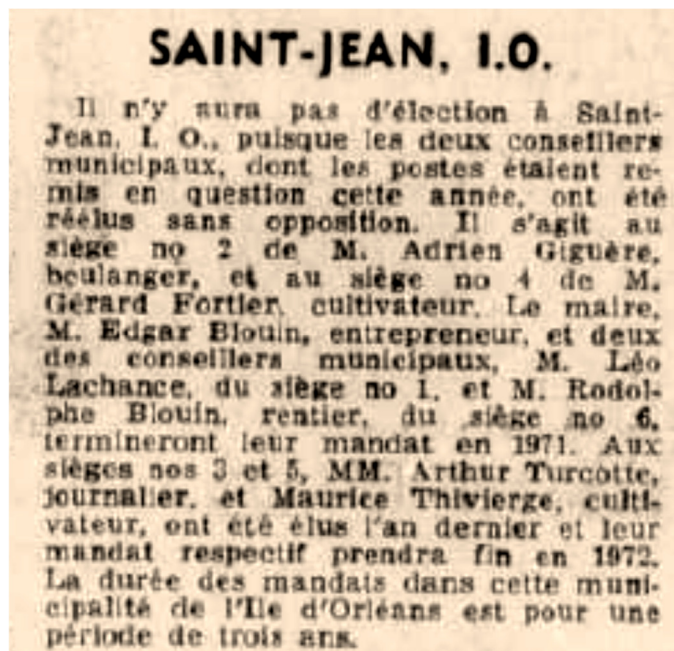 SAINT-JEAN, I.O.
Il n'y aura pas d'élection à Saint-
Jean, I. O., puisque les deux conseillers
municipaux, dont les postes étaient re-
mis en question cette année, ont été
réélus sans opposition. Il s'agit au
siège no 2 de M. Adrien Giguère,
boulanger, et au siège no 4 de M.
Gérard Fortier, cultivateur. Le maire,
M. Edgar Blouin, entrepreneur, et deux
des conseillers municipaux, M. Léo
Lachance, du siège no 1, et M. Rodol-
phe Blouin, rentier, du siège no 6,
termineront leur mandat en 1971. Aux
sièges nos 3 et 5, MM. Arthur Turcotte,
journalier, et Maurice Thivierge, culti-
vateur, ont été élus l'an dernier et leur
mandat respectif prendra fin en 1972.
La durée des mandats dans cette muni-
cipalité de l'Ile d'Orléans est pour une
période de trois ans.